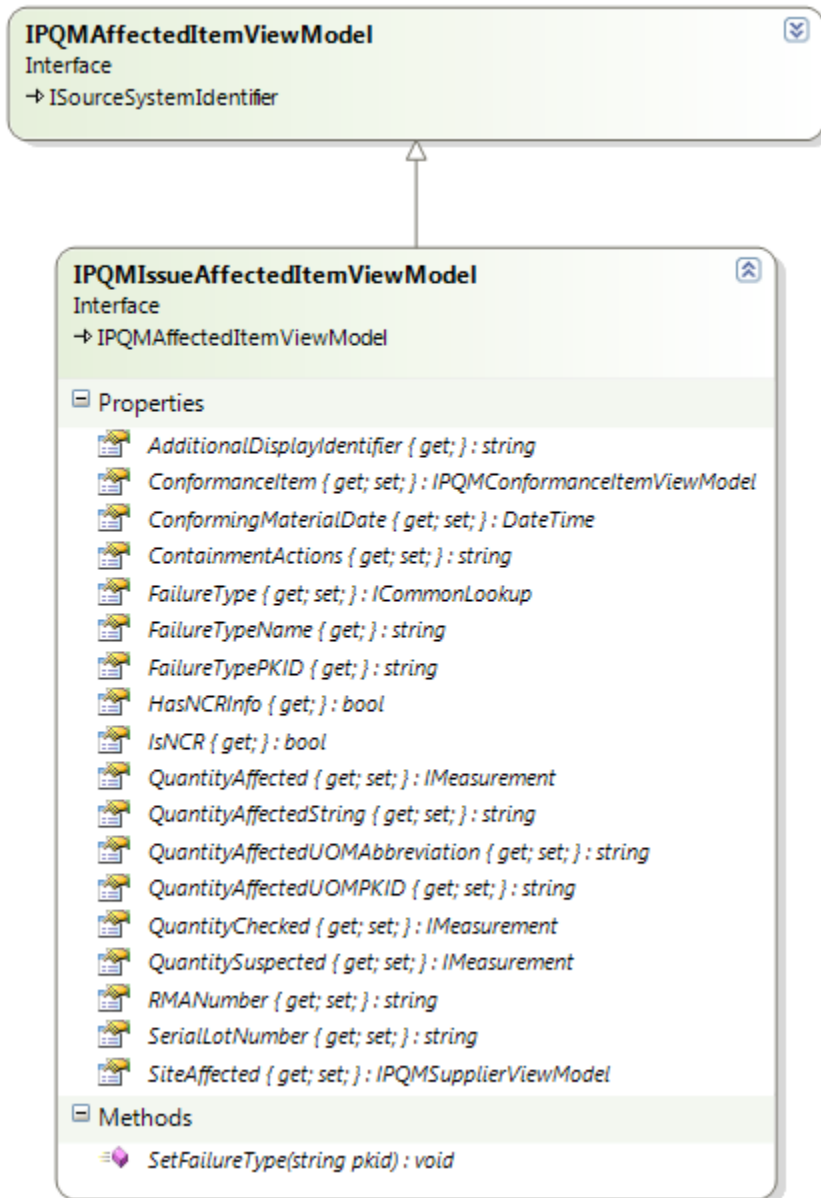 IPQMAffectedItemViewModel
Interface
ISourceSystemIdentifier
IPQMIssueAffectedItemViewModel
Interface
IPQMAffectedItemViewModel
Properties
AdditionalDisplayIdentifier { get; } : string
ConformanceItem { get; set; } : IPQMConformanceItemViewModel
ConformingMaterialDate { get; set; } : DateTime
ContainmentActions { get; set; } : string
FailureType { get; set; } : ICommonLookup
FailureTypeName { get; } : string
FailureTypePKID { get; } : string
HasNCRInfo { get; } : bool
IsNCR { get; } : bool
QuantityAffected { get; set; } : IMeasurement
QuantityAffectedString { get; set; } : string
QuantityAffectedUOMAbbreviation { get; set; } : string
QuantityAffectedUOMPKID { get; set; } : string
QuantityChecked { get; set; } : IMeasurement
QuantitySuspected { get; set; } : IMeasurement
RMANumber { get; set; } : string
SerialLotNumber { get; set; } : string
SiteAffected { get; set; } : IPQMSupplierViewModel
Methods
SetFailureType(string pkid) : void